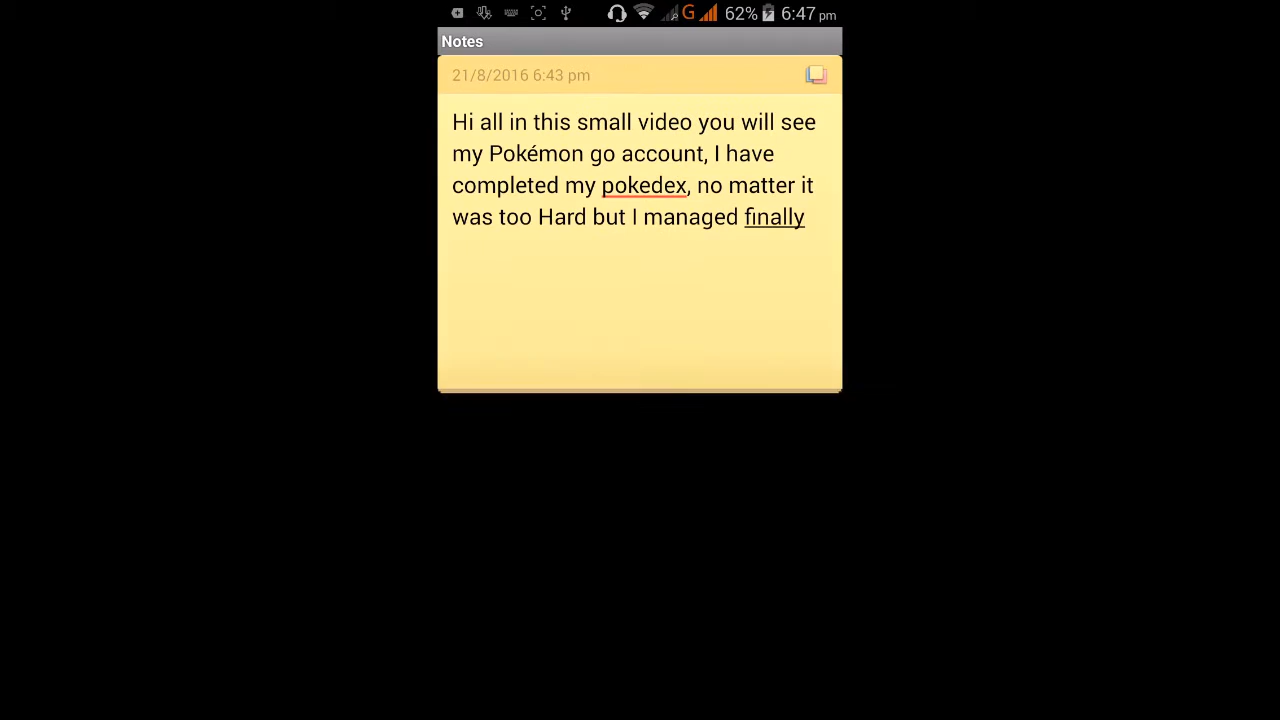 G 62% 6:47 pm
Notes
21/8/2016 6:43 pm
Hi all in this small video you will see
my Pokémon go account, I have
completed my pokedex, no matter it
was too Hard but I managed finally